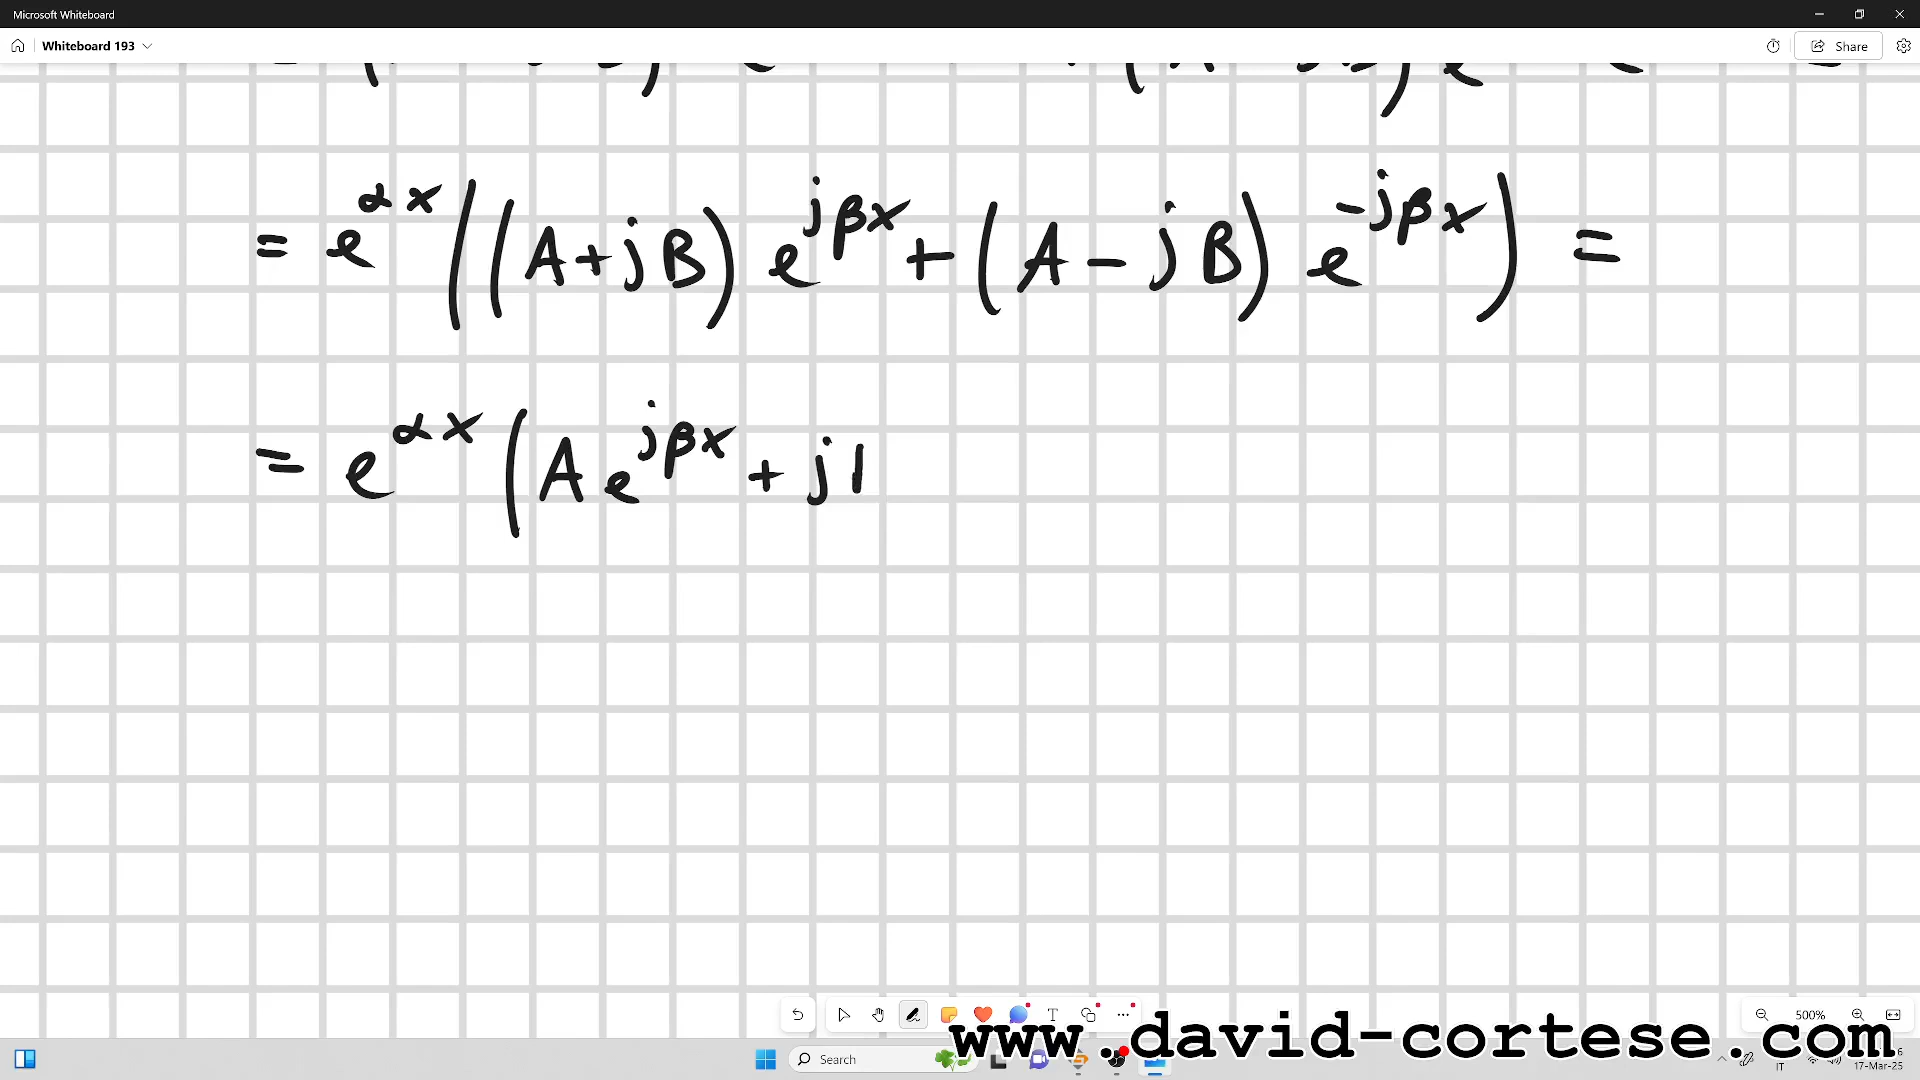 Microsoft Whiteboard
Whiteboard 193
Share
= e^αx ((A+jB) e^jβx + (A-jB) e^-jβx) =
= e^αx (A e^jβx + j
500%
www.david-cortese.com
Search
IT
17-Mar-25